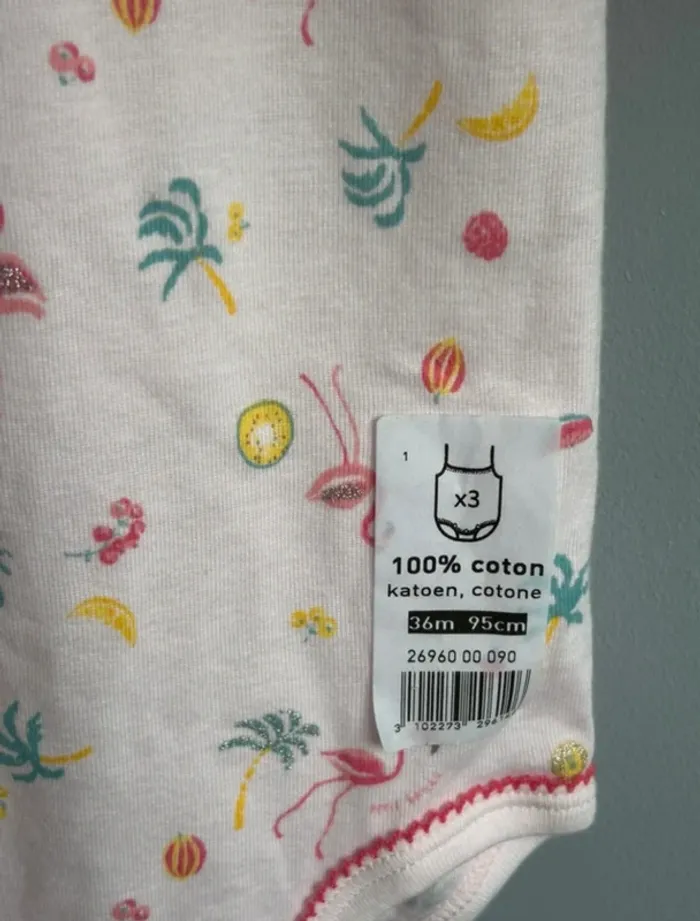 1
x3
100% coton
katoen, cotone
36m 95cm
26960 00 090
3 102273